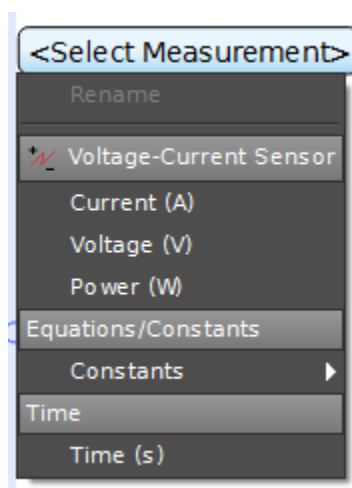 <Select Measurement>
Rename
Voltage-Current Sensor
Current (A)
Voltage (V)
Power (W)
Equations/Constants
Constants
Time
Time (s)